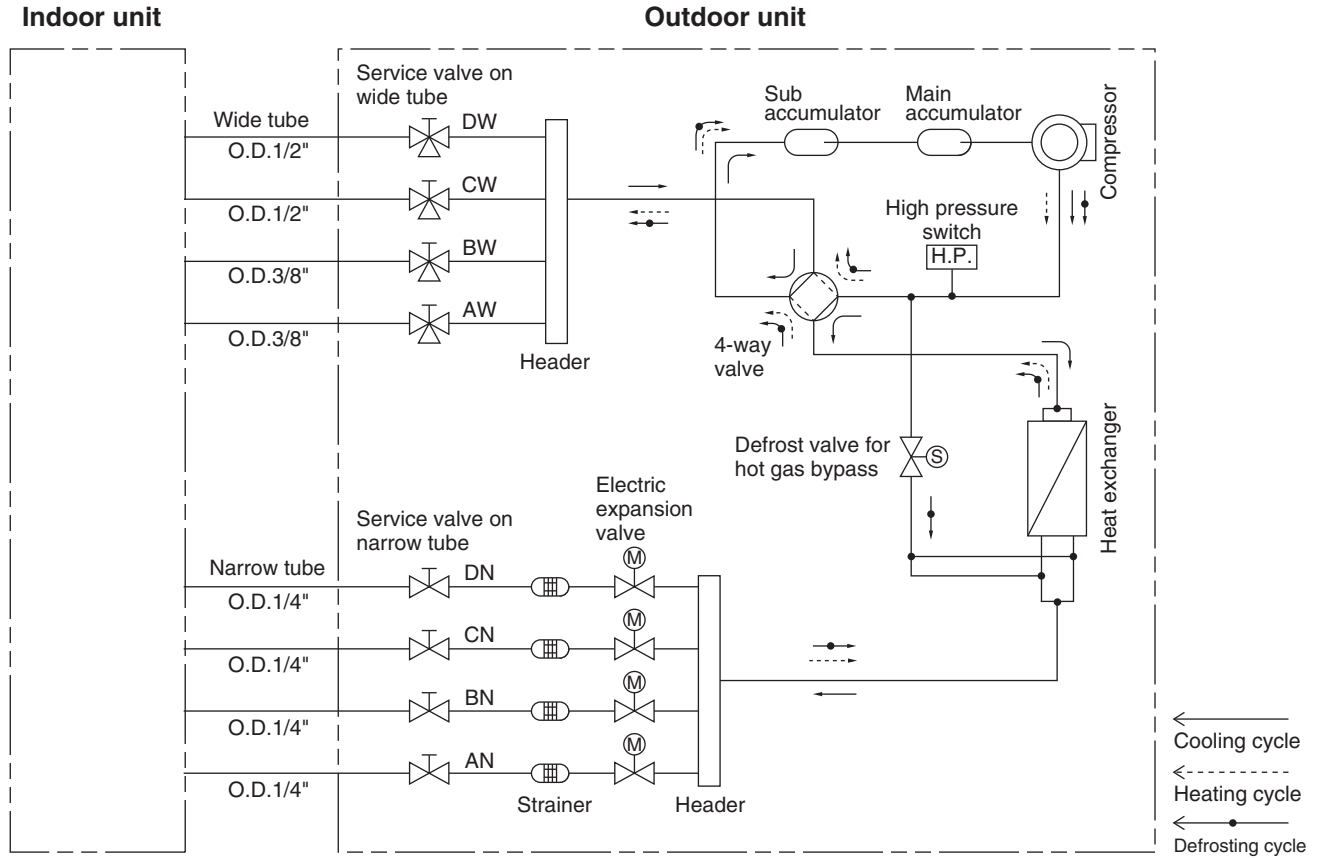 Indoor unit
Outdoor unit
Service valve on
wide tube
Wide tube
O.D.1/2"
DW
O.D.1/2"
CW
O.D.3/8"
BW
O.D.3/8"
AW
Header
Sub
accumulator
Main
accumulator
Compressor
High pressure
switch
H.P.
4-way
valve
Defrost valve for
hot gas bypass
S
Heat exchanger
Electric
expansion
valve
Service valve on
narrow tube
Narrow tube
O.D.1/4"
DN
M
O.D.1/4"
CN
M
O.D.1/4"
BN
M
O.D.1/4"
AN
M
Strainer
Header
Cooling cycle
Heating cycle
Defrosting cycle